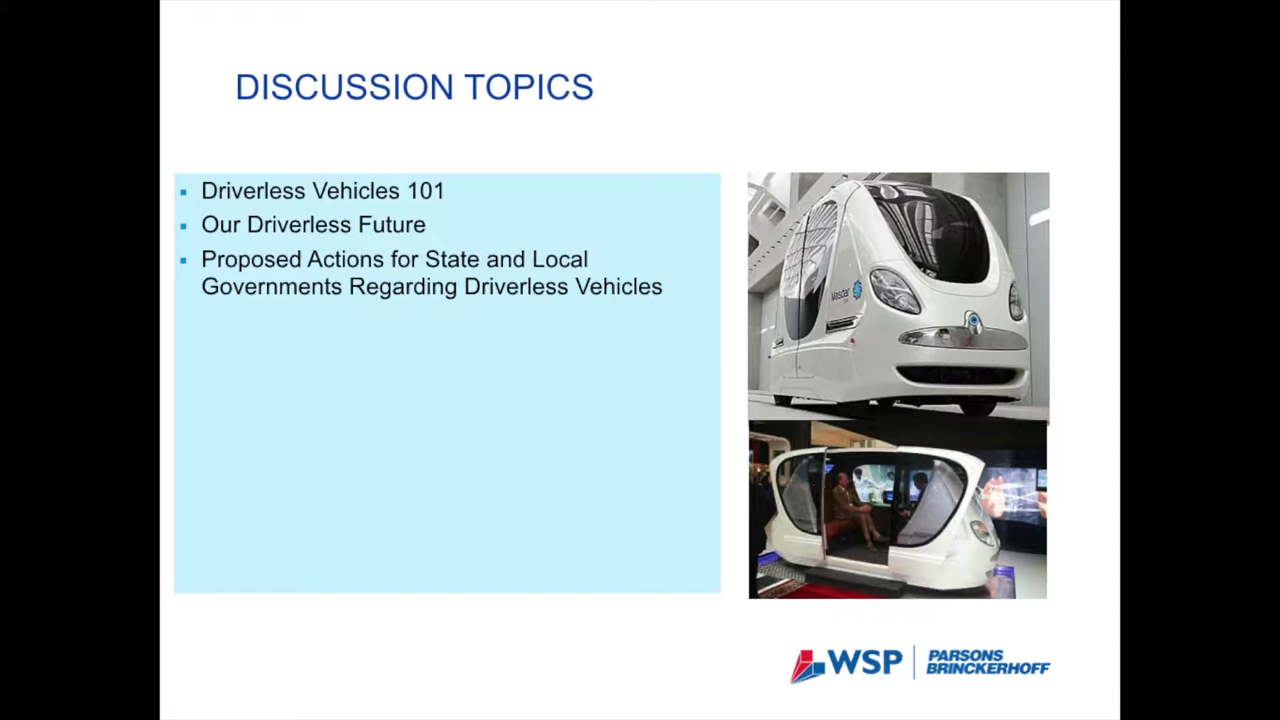 DISCUSSION TOPICS
Driverless Vehicles 101
Our Driverless Future
Proposed Actions for State and Local
Governments Regarding Driverless Vehicles
Masdar
WSP
PARSONS
BRINCKERHOFF